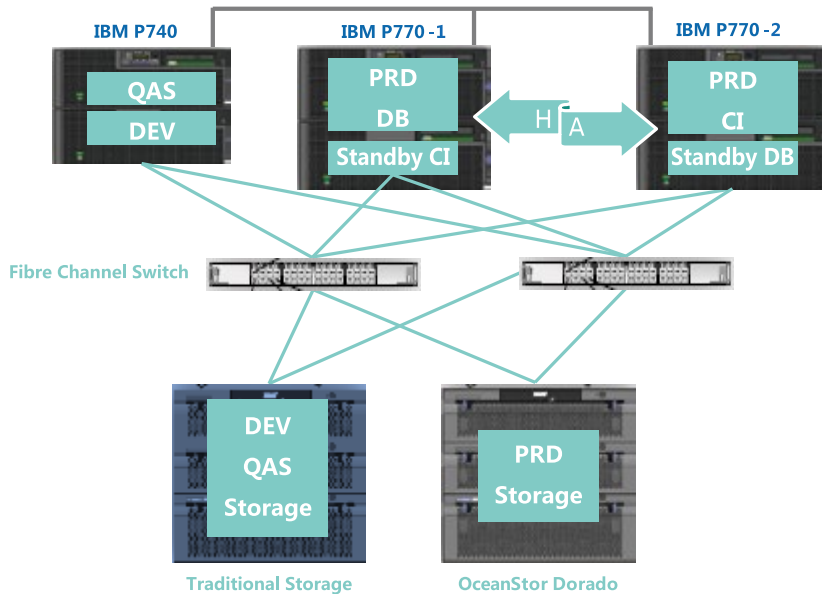 IBM P740
IBM P770 -1
IBM P770 -2
QAS
DEV
PRD
DB
Standby CI
H A
PRD
CI
Standby DB
Fibre Channel Switch
DEV
QAS
Storage
PRD
Storage
Traditional Storage
OceanStor Dorado